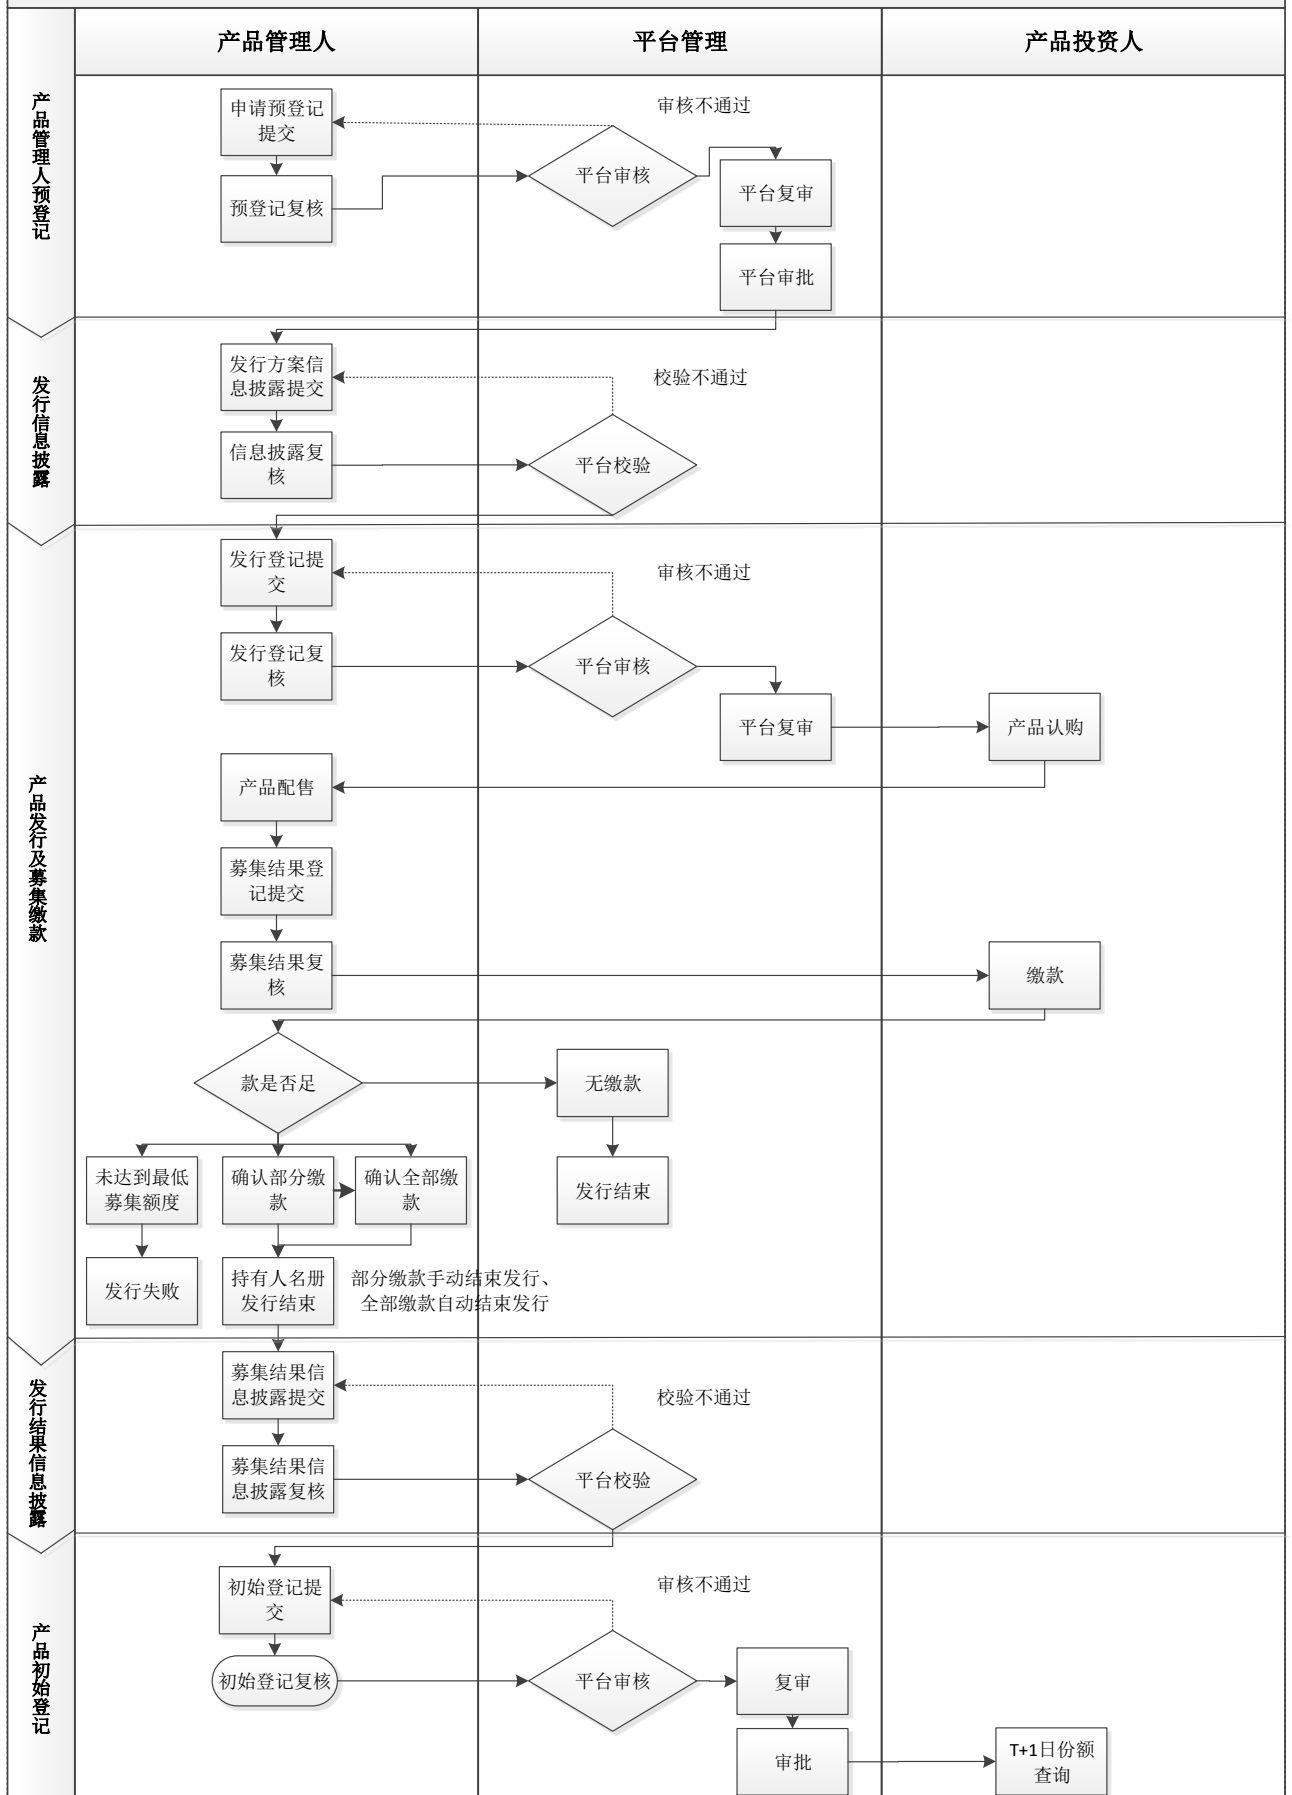 产品管理人
平台管理
产品投资人
产品管理人预登记
申请预登记
提交
审核不通过
平台审核
预登记复核
平台复审
平台审批
发行信息披露
发行方案信
息披露提交
校验不通过
信息披露复
核
平台校验
产品发行及募集缴款
发行登记提
交
审核不通过
发行登记复
核
平台审核
平台复审
产品认购
产品配售
募集结果登
记提交
募集结果复
核
缴款
款是否足
无缴款
未达到最低
募集额度
确认部分缴
款
确认全部缴
款
发行结束
发行失败
持有人名册
发行结束
部分缴款手动结束发行、
全部缴款自动结束发行
发行结果信息披露
募集结果信
息披露提交
校验不通过
募集结果信
息披露复核
平台校验
产品初始登记
初始登记提
交
审核不通过
初始登记复核
平台审核
复审
审批
T+1日份额
查询